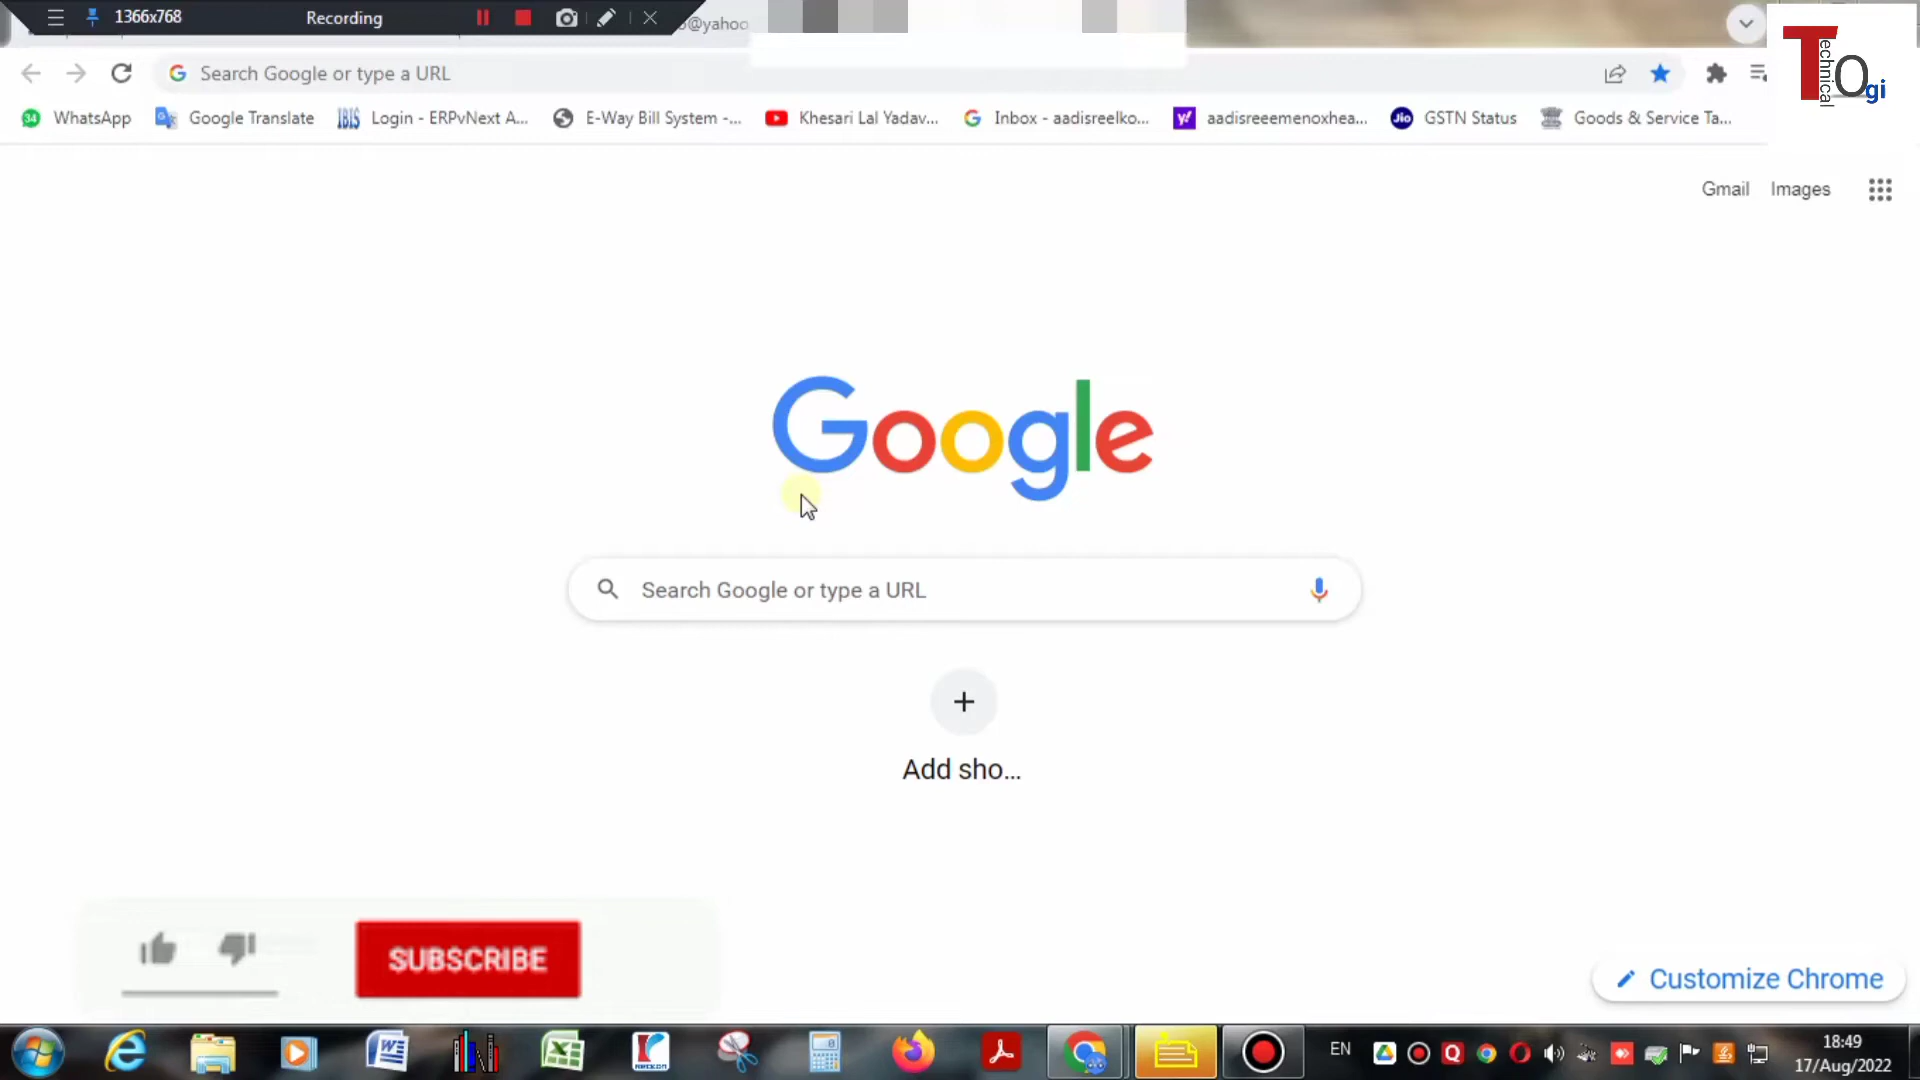 1366x768
Recording
@yahoo
Search Google or type a URL
WhatsApp
Google Translate
Login - ERPvNext A...
E-Way Bill System -...
Khesari Lal Yadav...
Inbox - aadisreelko...
aadisreeemenoxhea...
GSTN Status
Goods & Service Ta...
Technical
Ogi
Gmail
Images
Google
Search Google or type a URL
Add sho...
SUBSCRIBE
Customize Chrome
EN
18:49
17/Aug/2022